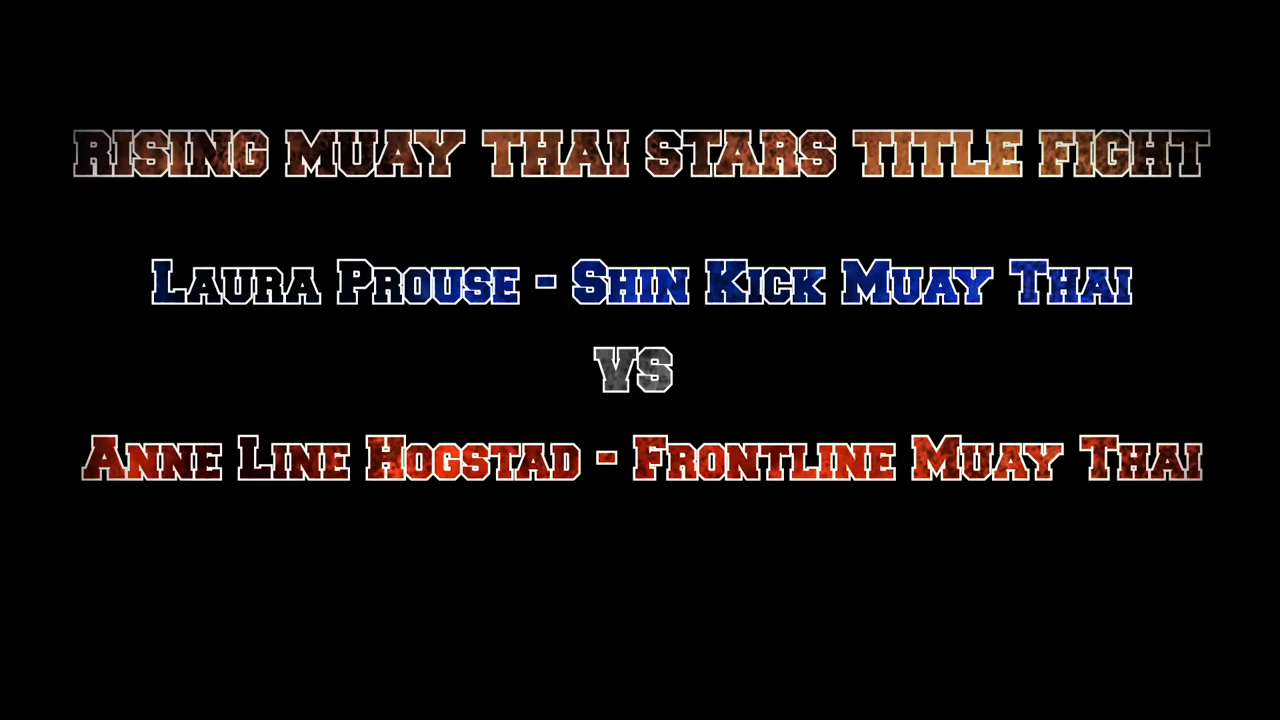 RISING MUAY THAI STARS TITLE FIGHT
Laura Prouse - Shin Kick Muay Thai
VS
Anne Line Hogstad - Frontline Muay Thai